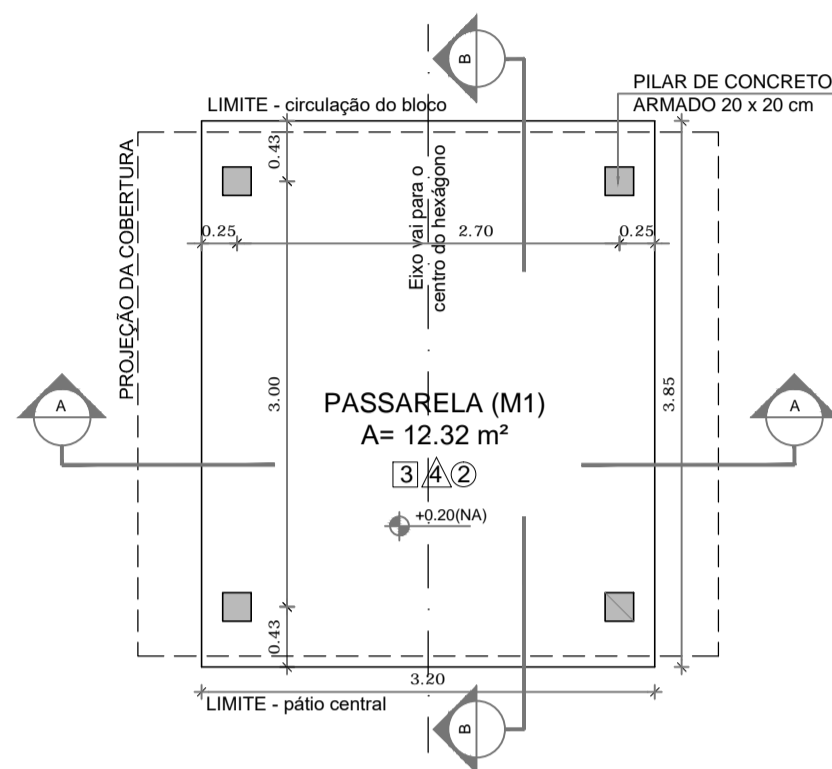 B
PILAR DE CONCRETO
ARMADO 20 x 20 cm
LIMITE - circulação do bloco
0.43
PROJEÇÃO DA COBERTURA
Eixo vai para o
centro do hexágono
0.25
2.70
0.25
3.00
3.85
A
A
PASSARELA (M1)
A= 12.32 m²
3 4 2
+0.20(NA)
0.43
3.20
LIMITE - pátio central
B